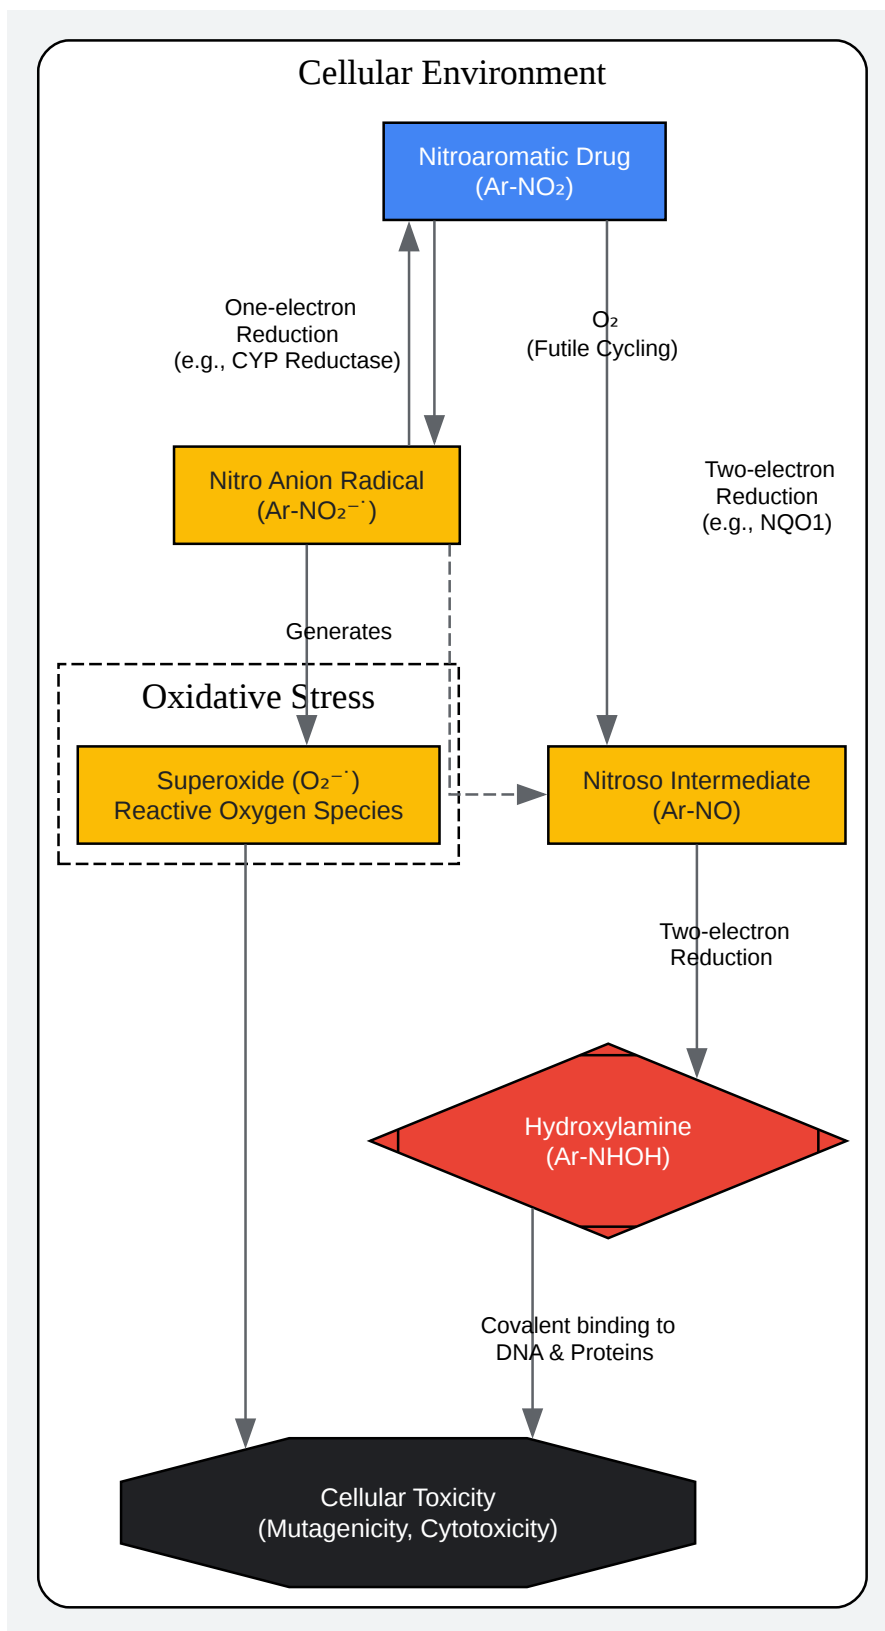 Cellular Environment
Nitroaromatic Drug
(Ar-NO₂)
One-electron
Reduction
(e.g., CYP Reductase)
O₂
(Futile Cycling)
Two-electron
Reduction
(e.g., NQO1)
Nitro Anion Radical
(Ar-NO₂⁻˙)
Generates
Oxidative Stress
Superoxide (O₂⁻˙)
Reactive Oxygen Species
Nitroso Intermediate
(Ar-NO)
Two-electron
Reduction
Hydroxylamine
(Ar-NHOH)
Covalent binding to
DNA & Proteins
Cellular Toxicity
(Mutagenicity, Cytotoxicity)